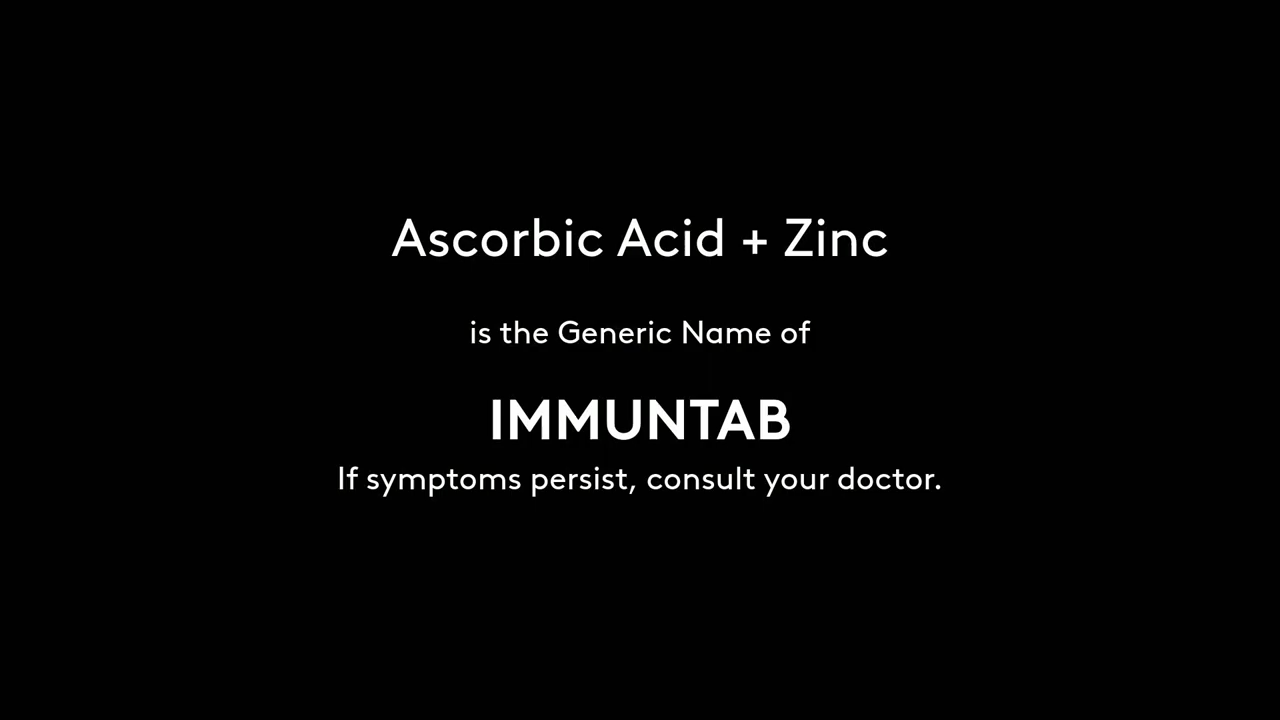 Ascorbic Acid + Zinc
is the Generic Name of
IMMUNTAB
If symptoms persist, consult your doctor.